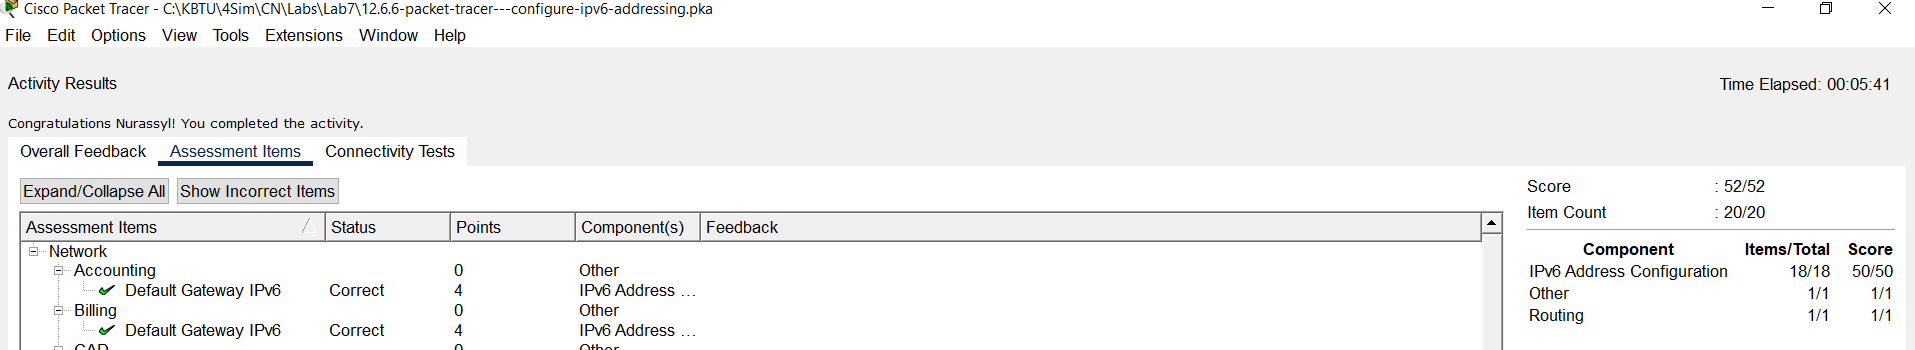 Cisco Packet Tracer - C:\KBTU\4Sim\CN\Labs\Lab7\12.6.6-packet-tracer---configure-ipv6-addressing.pka
File Edit Options View Tools Extensions Window Help
Activity Results
Time Elapsed: 00:05:41
Congratulations Nurassyl! You completed the activity.
Overall Feedback Assessment Items Connectivity Tests
Expand/Collapse All Show Incorrect Items
Assessment Items Status Points Component(s) Feedback
Network
Accounting 0 Other
Default Gateway IPv6 Correct 4 IPv6 Address ...
Billing 0 Other
Default Gateway IPv6 Correct 4 IPv6 Address ...
CAD 0 Other
Score : 52/52
Item Count : 20/20
Component Items/Total Score
IPv6 Address Configuration 18/18 50/50
Other 1/1 1/1
Routing 1/1 1/1